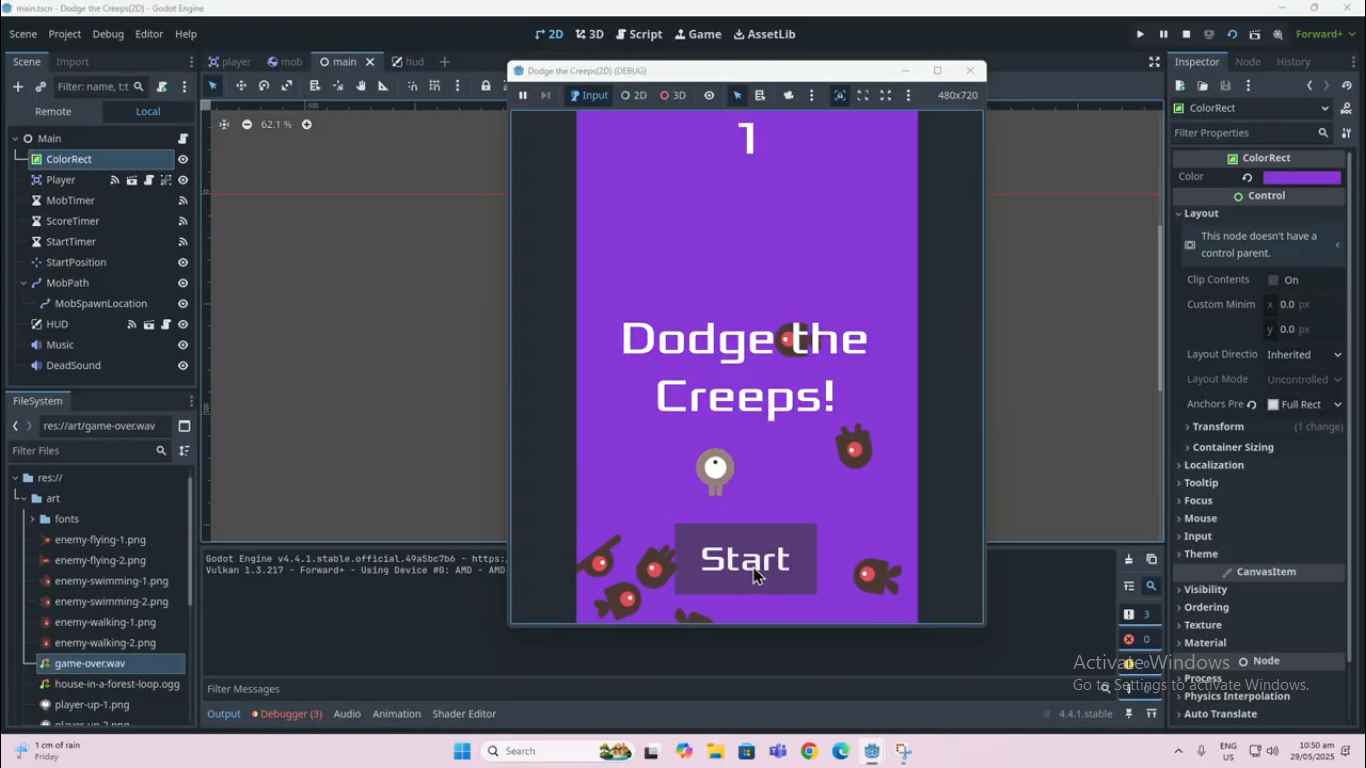 main.tscn - Dodge the Creeps(2D) - Godot Engine
Scene Project Debug Editor Help
2D 3D Script Game AssetLib
Forward+
Scene Import
player mob main hud
Inspector Node History
Filter: name, t:t
Remote Local
Main
ColorRect
Player
MobTimer
ScoreTimer
StartTimer
StartPosition
MobPath
MobSpawnLocation
HUD
Music
DeadSound
FileSystem
res://art/game-over.wav
Filter Files
res://
art
fonts
enemy-flying-1.png
enemy-flying-2.png
enemy-swimming-1.png
enemy-swimming-2.png
enemy-walking-1.png
enemy-walking-2.png
game-over.wav
house-in-a-forest-loop.ogg
player-up-1.png
player-up-2.png
500
62.1 %
0
500
Dodge the Creeps(2D) (DEBUG)
Input 2D 3D 480x720
1
Dodge the
Creeps!
Start
Godot Engine v4.4.1.stable.official.49a5bc7b6 - https:
Vulkan 1.3.217 - Forward+ - Using Device #0: AMD - AMD
3
0
0
1
Filter Messages
Output Debugger (3) Audio Animation Shader Editor
4.4.1.stable
ColorRect
Filter Properties
ColorRect
Color
Control
Layout
This node doesn't have a
control parent.
Clip Contents On
Custom Minim x 0.0 px
y 0.0 px
Layout Directio Inherited
Layout Mode Uncontrolled
Anchors Pre Full Rect
Transform (1 change)
Container Sizing
Localization
Tooltip
Focus
Mouse
Input
Theme
CanvasItem
Visibility
Ordering
Texture
Material
Node
Process
Physics Interpolation
Auto Translate
Activate Windows
Go to Settings to activate Windows.
1 cm of rain
Friday
Search
ENG
US
10:50 am
29/05/2025